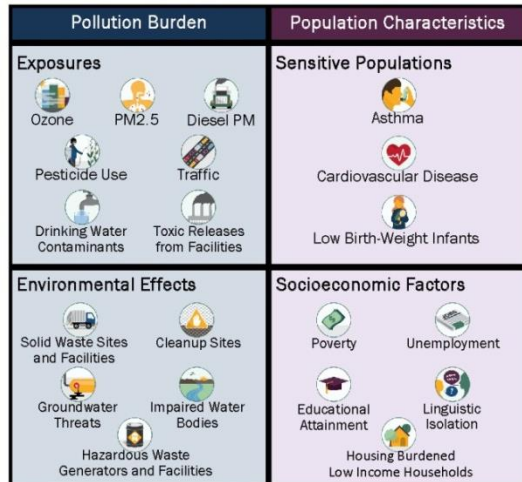 Pollution Burden
Population Characteristics
Exposures
Ozone
PM2.5
Diesel PM
Pesticide Use
Traffic
Drinking Water
Contaminants
Toxic Releases
from Facilities
Sensitive Populations
Asthma
Cardiovascular Disease
Low Birth-Weight Infants
Environmental Effects
Solid Waste Sites
and Facilities
Cleanup Sites
Groundwater
Threats
Impaired Water
Bodies
Hazardous Waste
Generators and Facilities
Socioeconomic Factors
Poverty
Unemployment
Educational
Attainment
Linguistic
Isolation
Housing Burdened
Low Income Households